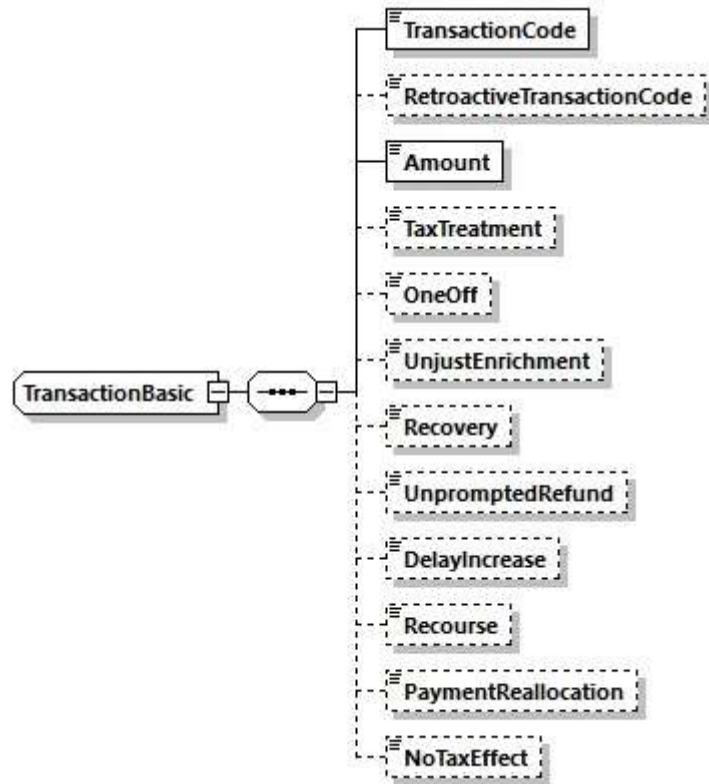 TransactionCode
RetroactiveTransactionCode
Amount
TaxTreatment
OneOff
UnjustEnrichment
TransactionBasic
Recovery
UnpromptedRefund
DelayIncrease
Recourse
PaymentReallocation
NoTaxEffect